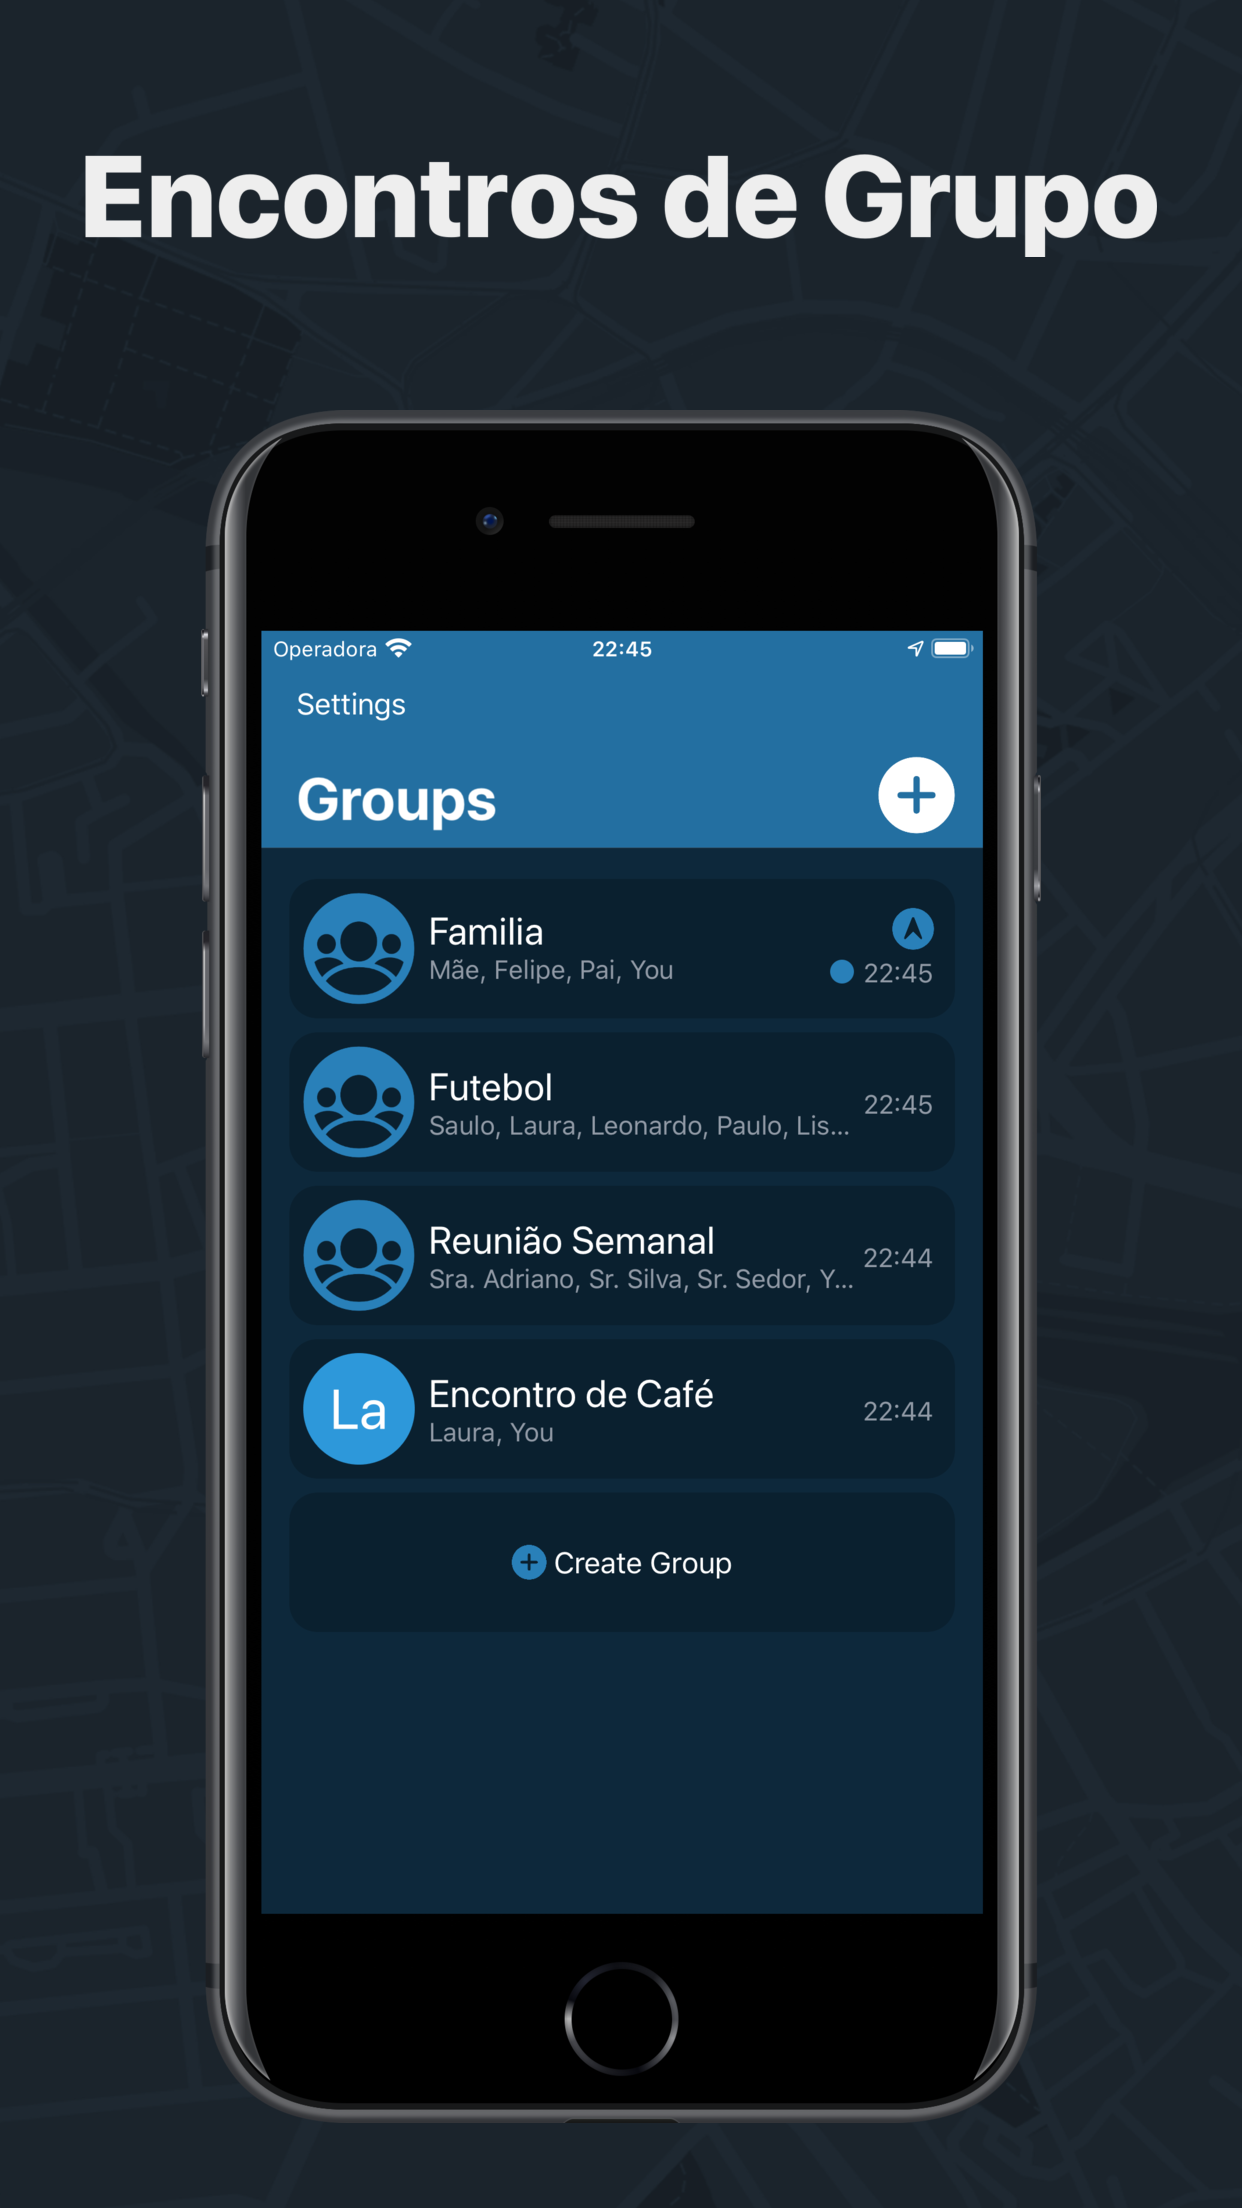 Encontros de Grupo
Operadora 22:45
Settings
Groups
Familia
Mãe, Felipe, Pai, You
22:45
Futebol
Saulo, Laura, Leonardo, Paulo, Lis...
22:45
Reunião Semanal
Sra. Adriano, Sr. Silva, Sr. Sedor, Y...
22:44
La
Encontro de Café
Laura, You
22:44
Create Group